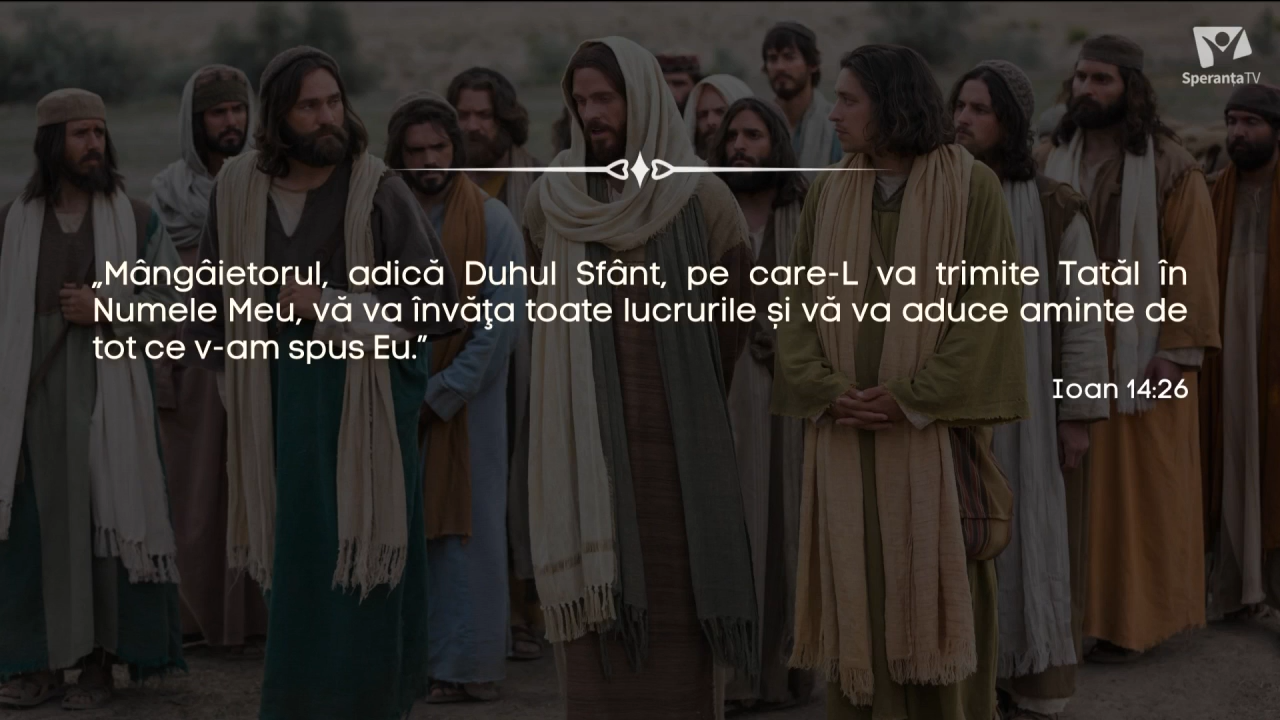 SperanțaTV
„Mângâietorul, adică Duhul Sfânt, pe care-L va trimite Tatăl în
Numele Meu, vă va învăţa toate lucrurile și vă va aduce aminte de
tot ce v-am spus Eu.”
Ioan 14:26